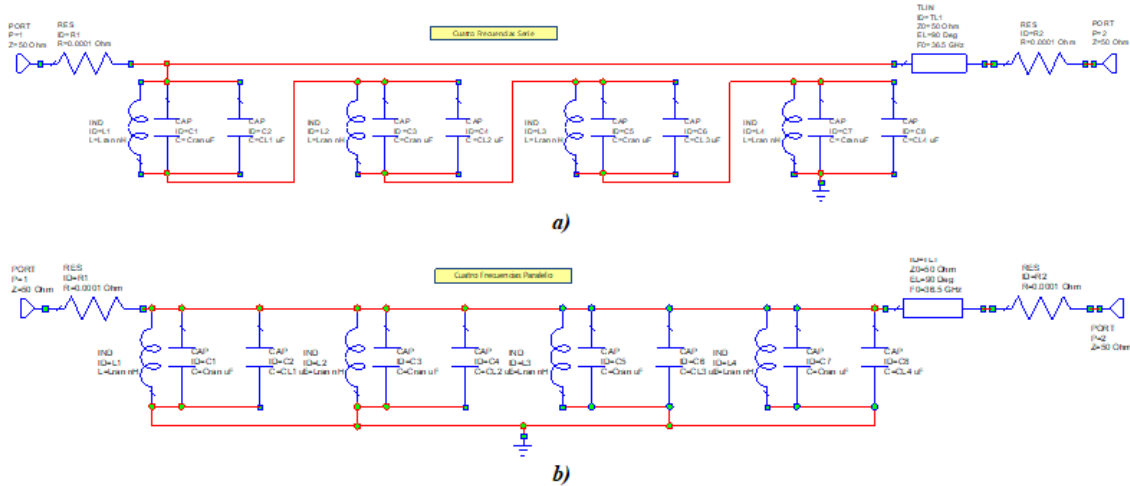 TLIN
ID=TL1
Z0=50 Ohm
EL=90 Deg
F0=36.5 GHz
PORT
P=1
Z=50 Ohm
RES
ID=R1
R=0.0001 Ohm
Cuatro Frecuencias Serie
RES
ID=R2
R=0.0001 Ohm
PORT
P=2
Z=50 Ohm
IND
ID=L1
L=Lran nH
CAP
ID=C1
C=Cran uF
CAP
ID=C2
C=CL1 uF
IND
ID=L2
L=Lran nH
CAP
ID=C3
C=Cran uF
CAP
ID=C4
C=CL2 uF
IND
ID=L3
L=Lran nH
CAP
ID=C5
C=Cran uF
CAP
ID=C6
C=CL3 uF
IND
ID=L4
L=Lran nH
CAP
ID=C7
C=Cran uF
CAP
ID=C8
C=CL4 uF
a)
PORT
P=1
Z=50 Ohm
RES
ID=R1
R=0.0001 Ohm
Cuatro Frecuencias Paralelo
ID=TL1
Z0=50 Ohm
EL=90 Deg
F0=36.5 GHz
RES
ID=R2
R=0.0001 Ohm
PORT
P=2
Z=50 Ohm
IND
ID=L1
L=Lran nH
CAP
ID=C1
C=Cran uF
CAP
ID=C2
C=CL1 uF
IND
ID=L2
L=Lran nH
CAP
ID=C3
C=Cran uF
CAP
ID=C4
C=CL2 uF
IND
ID=L3
L=Lran nH
CAP
ID=C5
C=Cran uF
CAP
ID=C6
C=CL3 uF
IND
ID=L4
L=Lran nH
CAP
ID=C7
C=Cran uF
CAP
ID=C8
C=CL4 uF
b)